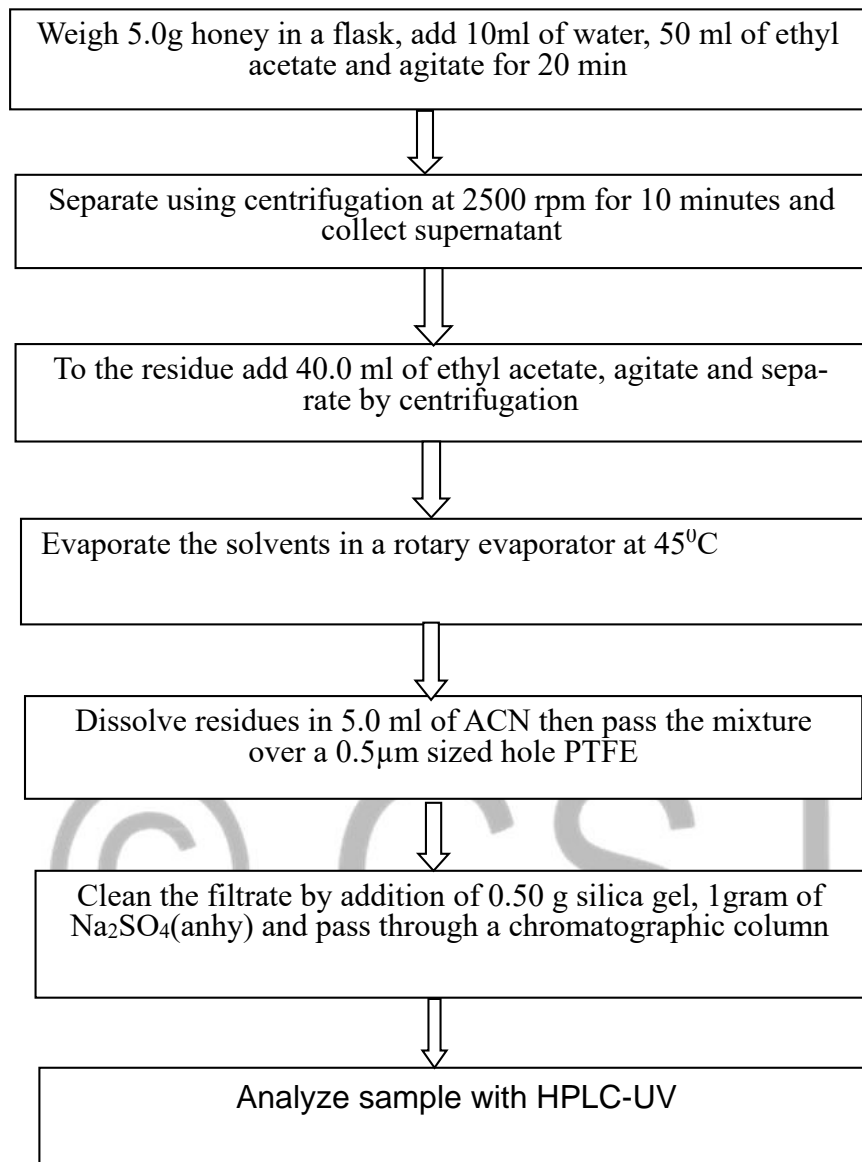 Weigh 5.0g honey in a flask, add 10ml of water, 50 ml of ethyl
acetate and agitate for 20 min
Separate using centrifugation at 2500 rpm for 10 minutes and
collect supernatant
To the residue add 40.0 ml of ethyl acetate, agitate and sepa-
rate by centrifugation
Evaporate the solvents in a rotary evaporator at 45⁰C
Dissolve residues in 5.0 ml of ACN then pass the mixture
over a 0.5µm sized hole PTFE
Clean the filtrate by addition of 0.50 g silica gel, 1gram of
Na₂SO₄(anhy) and pass through a chromatographic column
Analyze sample with HPLC-UV